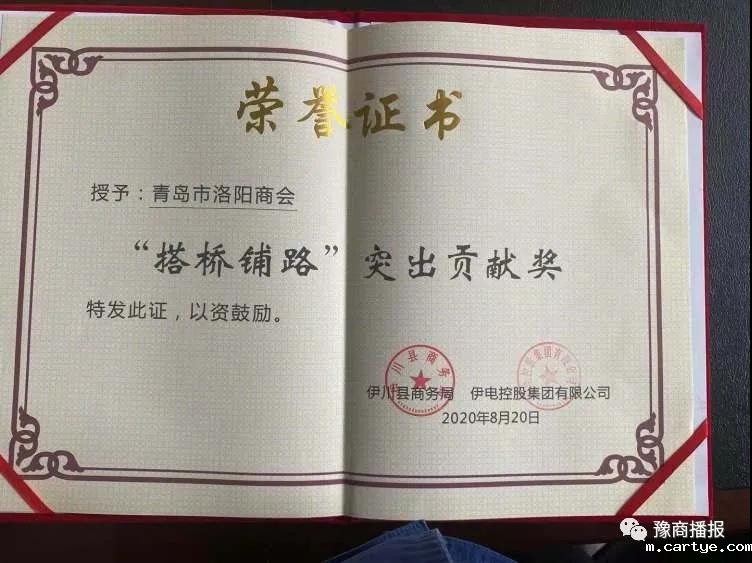 荣誉证书
授予：青岛市洛阳商会
“搭桥铺路”突出贡献奖
特发此证，以资鼓励。
伊川县商务局 伊电控股集团有限公司
2020年8月20日
豫商播报
m.cartye.com